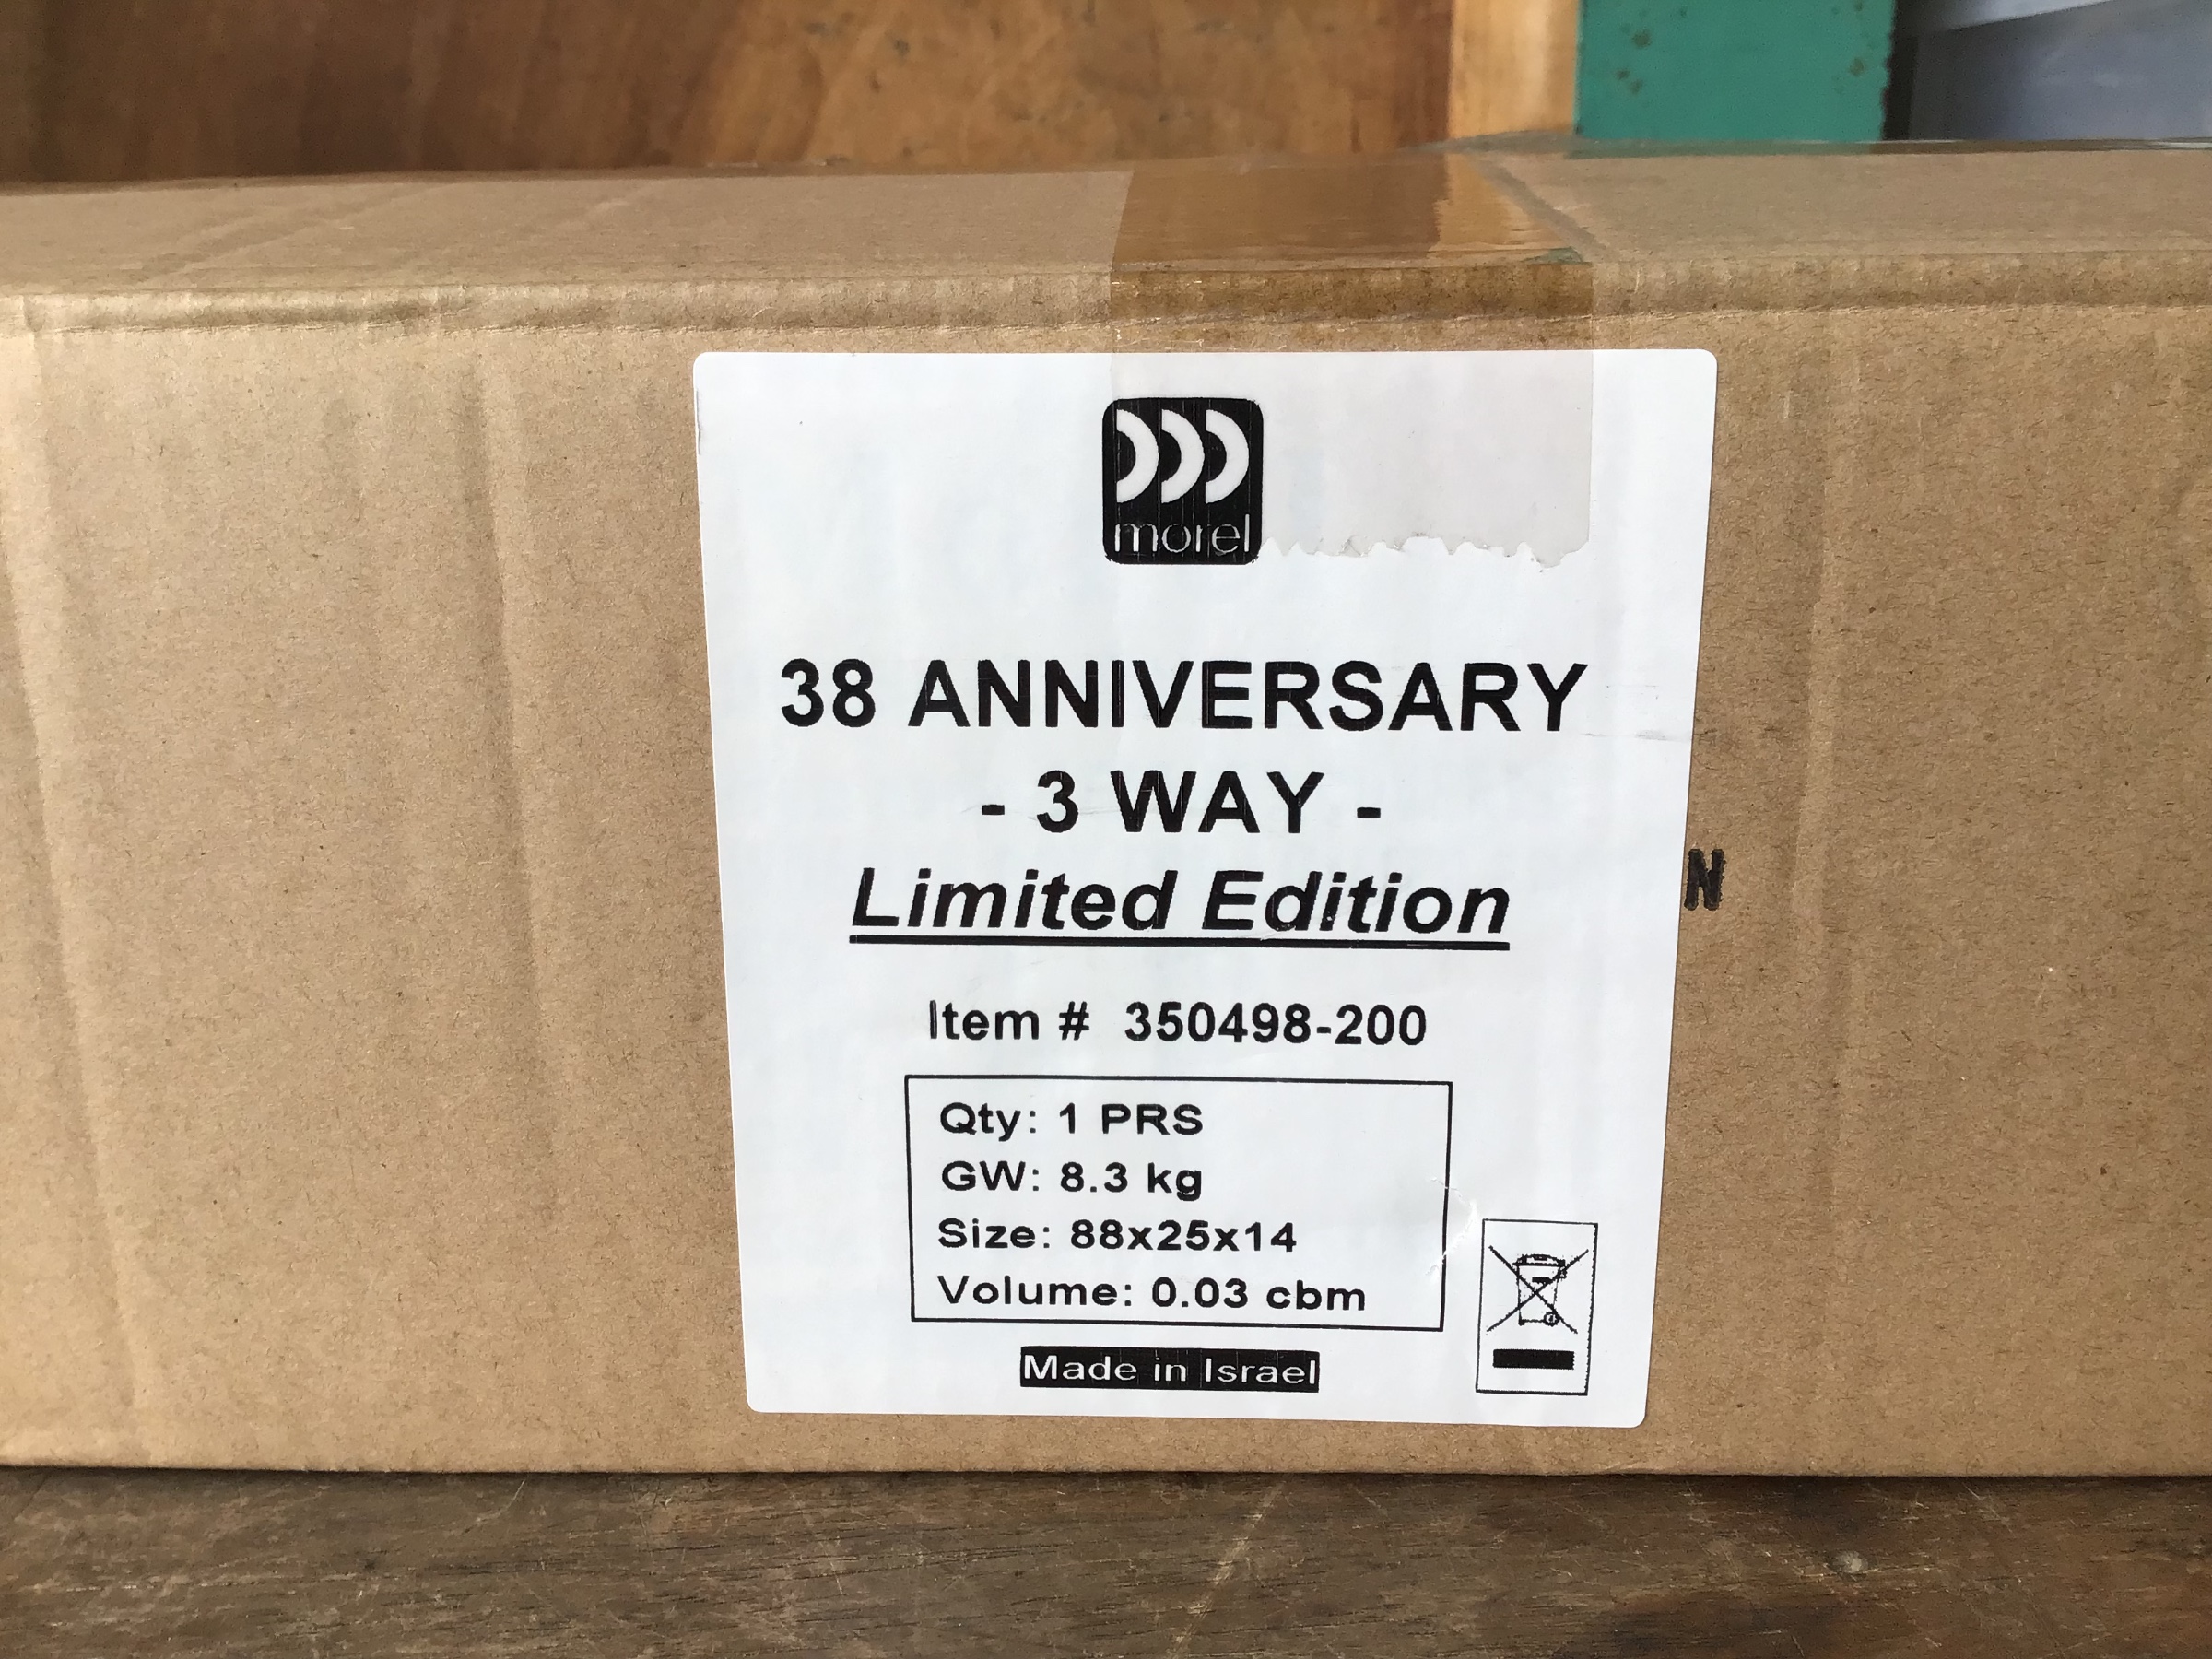 morel
38 ANNIVERSARY
- 3 WAY -
Limited Edition
N
Item # 350498-200
Qty: 1 PRS
GW: 8.3 kg
Size: 88x25x14
Volume: 0.03 cbm
Made in Israel